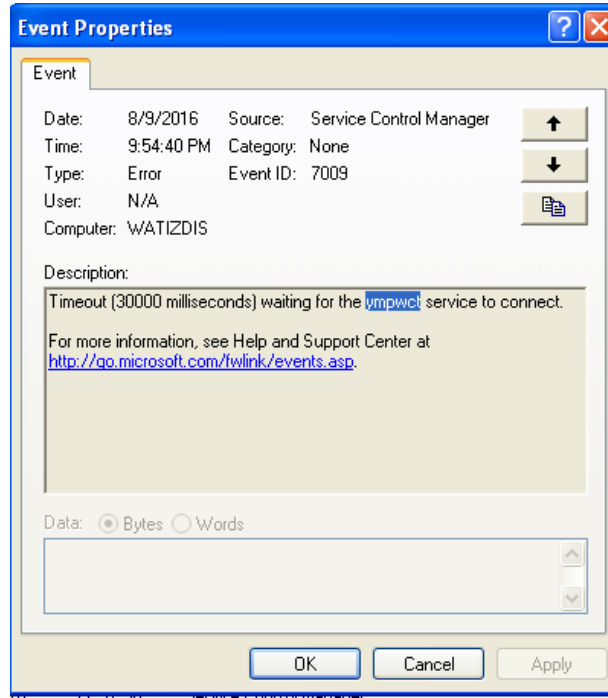 Event Properties
Event
Date: 8/9/2016 Source: Service Control Manager
Time: 9:54:40 PM Category: None
Type: Error Event ID: 7009
User: N/A
Computer: WATIZDIS
Description:
Timeout (30000 milliseconds) waiting for the ympwct service to connect.
For more information, see Help and Support Center at
http://go.microsoft.com/fwlink/events.asp.
Data: Bytes Words
OK Cancel Apply